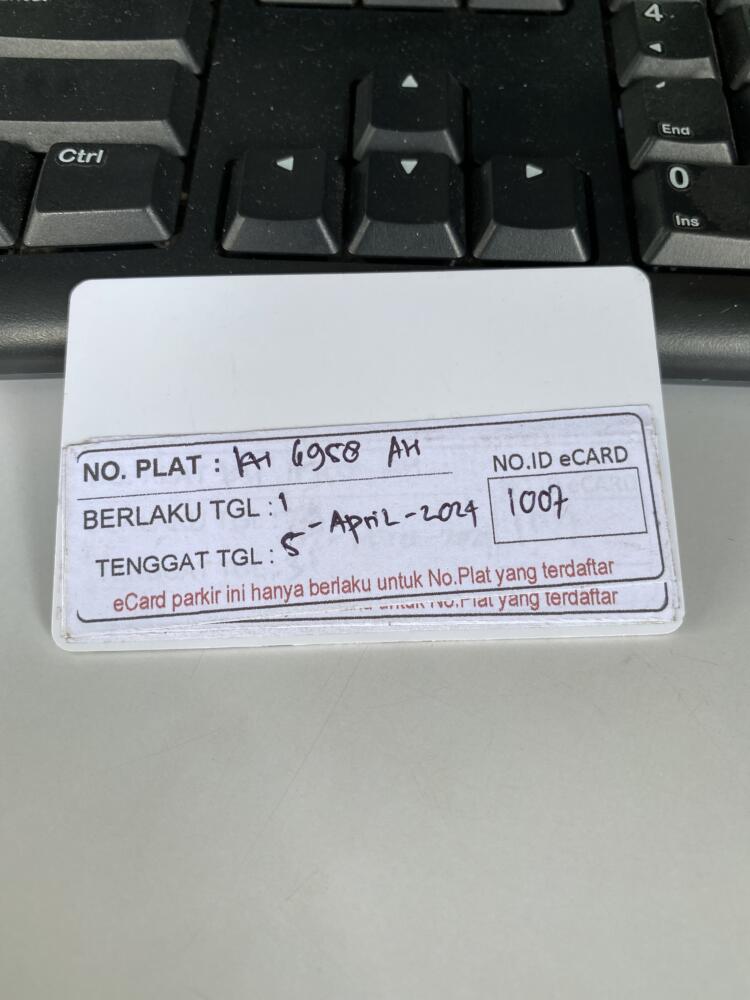 4
End
Ctrl
0
Ins
NO. PLAT : 6958 AH
NO.ID eCARD
BERLAKU TGL : 1
1007
-April-2024
TENGGAT TGL : 5
eCard parkir ini hanya berlaku untuk No.Plat yang terdaftar
untuk No.Plat yang terdaftar